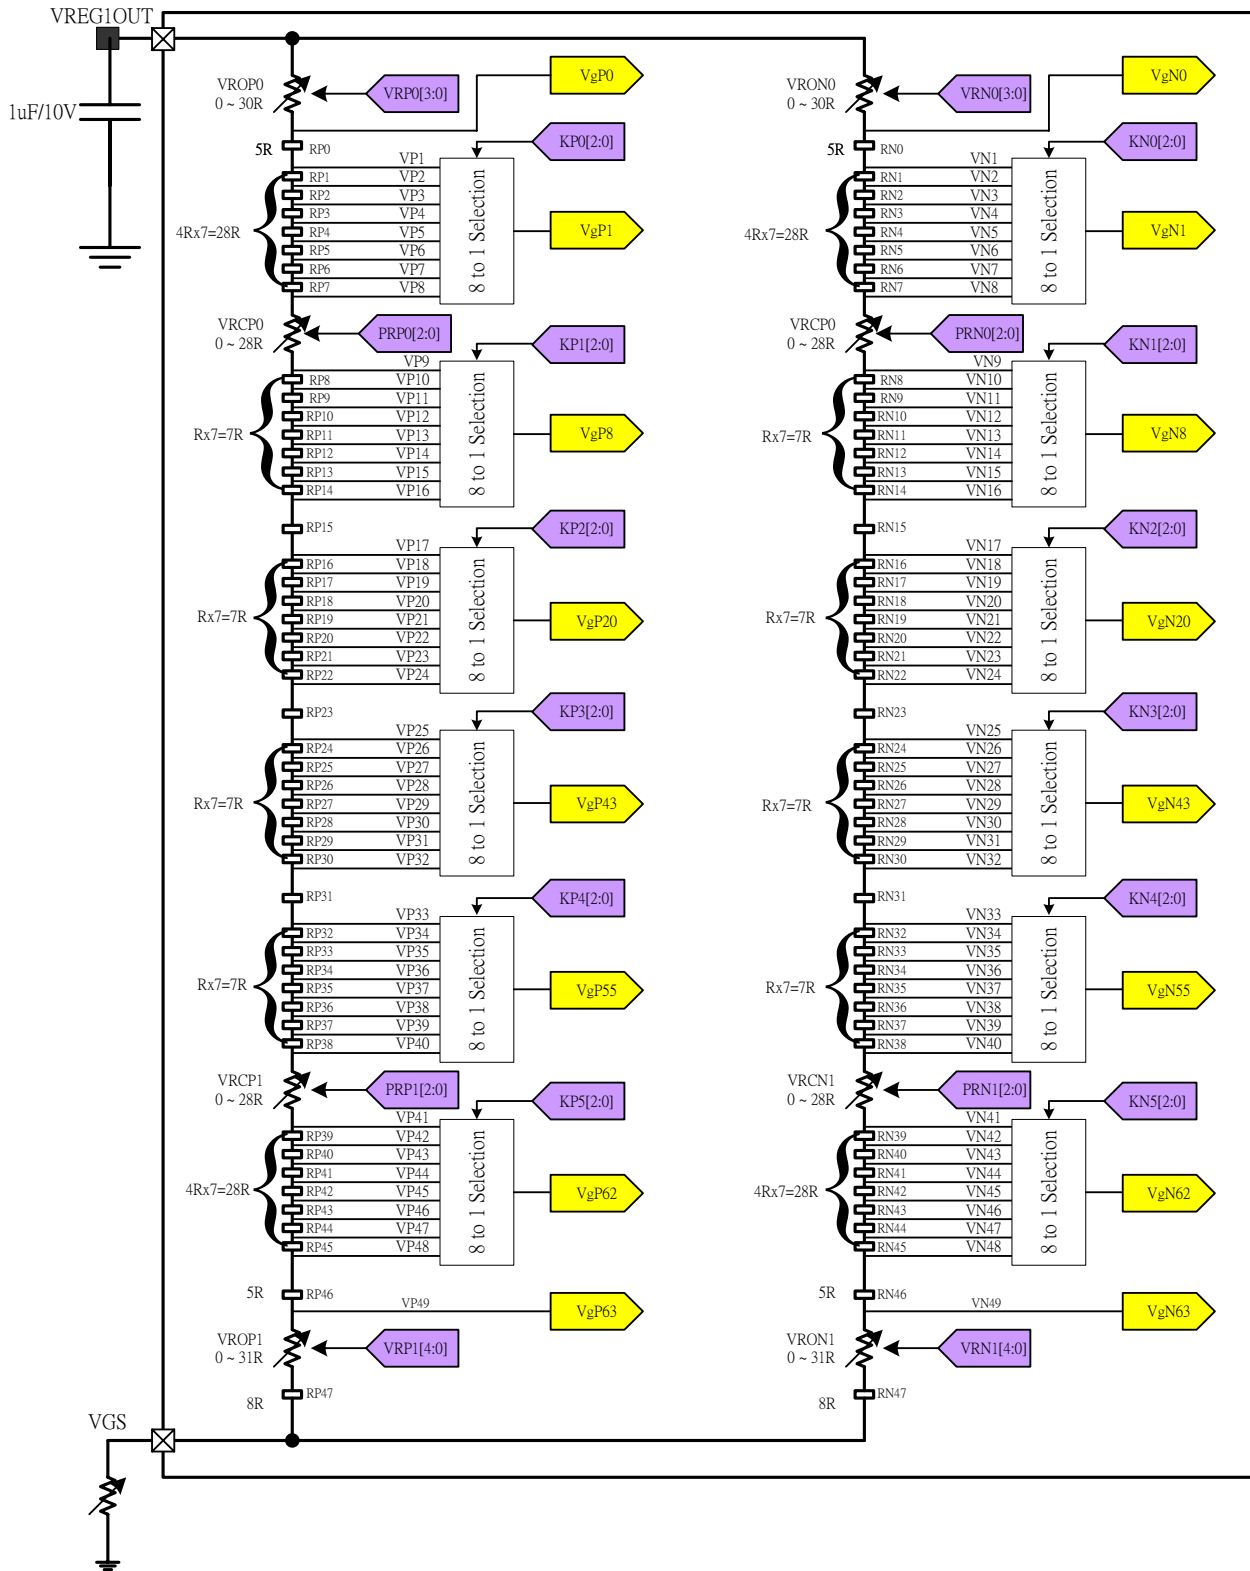 VREG1OUT
1uF/10V
VROP0
0 ~ 30R
VRP0[3:0]
VgP0
5R
RP0
KP0[2:0]
VP1
RP1
VP2
RP2
VP3
RP3
VP4
4Rx7=28R
RP4
VP5
RP5
VP6
RP6
VP7
RP7
VP8
8 to 1 Selection
VgP1
VRCP0
0 ~ 28R
PRP0[2:0]
KP1[2:0]
VP9
RP8
VP10
RP9
VP11
RP10
VP12
Rx7=7R
RP11
VP13
RP12
VP14
RP13
VP15
RP14
VP16
8 to 1 Selection
VgP8
RP15
KP2[2:0]
VP17
RP16
VP18
RP17
VP19
RP18
VP20
Rx7=7R
RP19
VP21
RP20
VP22
RP21
VP23
RP22
VP24
8 to 1 Selection
VgP20
RP23
KP3[2:0]
VP25
RP24
VP26
RP25
VP27
RP26
VP28
Rx7=7R
RP27
VP29
RP28
VP30
RP29
VP31
RP30
VP32
8 to 1 Selection
VgP43
RP31
KP4[2:0]
VP33
RP32
VP34
RP33
VP35
RP34
VP36
Rx7=7R
RP35
VP37
RP36
VP38
RP37
VP39
RP38
VP40
8 to 1 Selection
VgP55
VRCP1
0 ~ 28R
PRP1[2:0]
KP5[2:0]
VP41
RP39
VP42
RP40
VP43
RP41
VP44
4Rx7=28R
RP42
VP45
RP43
VP46
RP44
VP47
RP45
VP48
8 to 1 Selection
VgP62
5R
RP46
VP49
VgP63
VROP1
0 ~ 31R
VRP1[4:0]
8R
RP47
VGS
VRON0
0 ~ 30R
VRN0[3:0]
VgN0
5R
RN0
KN0[2:0]
VN1
RN1
VN2
RN2
VN3
RN3
VN4
4Rx7=28R
RN4
VN5
RN5
VN6
RN6
VN7
RN7
VN8
8 to 1 Selection
VgN1
VRCP0
0 ~ 28R
PRN0[2:0]
KN1[2:0]
VN9
RN8
VN10
RN9
VN11
RN10
VN12
Rx7=7R
RN11
VN13
RN12
VN14
RN13
VN15
RN14
VN16
8 to 1 Selection
VgN8
RN15
KN2[2:0]
VN17
RN16
VN18
RN17
VN19
RN18
VN20
Rx7=7R
RN19
VN21
RN20
VN22
RN21
VN23
RN22
VN24
8 to 1 Selection
VgN20
RN23
KN3[2:0]
VN25
RN24
VN26
RN25
VN27
RN26
VN28
Rx7=7R
RN27
VN29
RN28
VN30
RN29
VN31
RN30
VN32
8 to 1 Selection
VgN43
RN31
KN4[2:0]
VN33
RN32
VN34
RN33
VN35
RN34
VN36
Rx7=7R
RN35
VN37
RN36
VN38
RN37
VN39
RN38
VN40
8 to 1 Selection
VgN55
VRCN1
0 ~ 28R
PRN1[2:0]
KN5[2:0]
VN41
RN39
VN42
RN40
VN43
RN41
VN44
4Rx7=28R
RN42
VN45
RN43
VN46
RN44
VN47
RN45
VN48
8 to 1 Selection
VgN62
5R
RN46
VN49
VgN63
VRON1
0 ~ 31R
VRN1[4:0]
8R
RN47